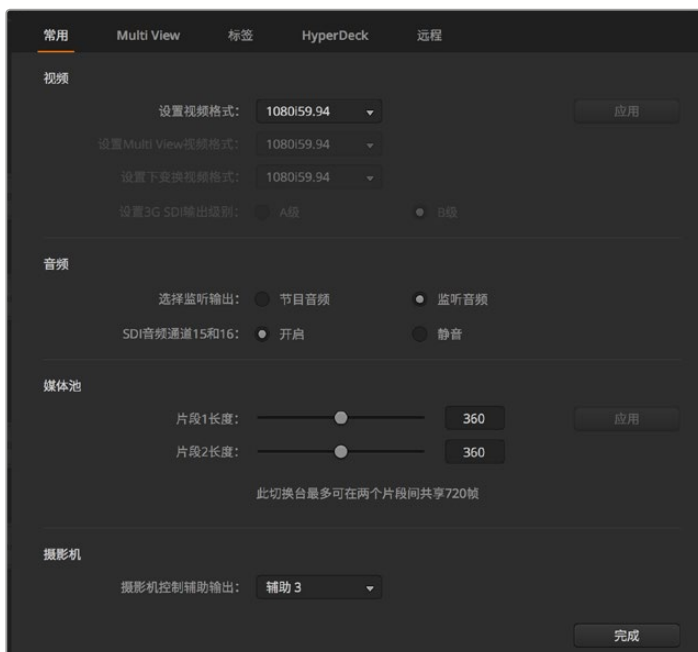 常用 Multi View 标签 HyperDeck 远程
视频
设置视频格式： 1080i59.94 应用
设置Multi View视频格式： 1080i59.94
设置下变换视频格式： 1080i59.94
设置3G SDI输出级别： A级 B级
音频
选择监听输出： 节目音频 监听音频
SDI音频通道15和16： 开启 静音
媒体池
片段1长度： 360 应用
片段2长度： 360
此切换台最多可在两个片段间共享720帧
摄影机
摄影机控制辅助输出： 辅助 3
完成